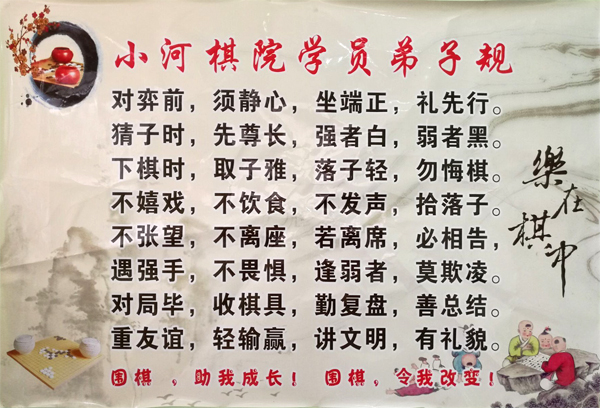 小河棋院学员弟子规
对弈前，须静心，坐端正，礼先行。
猜子时，先尊长，强者白，弱者黑。
下棋时，取子雅，落子轻，勿悔棋。
不嬉戏，不饮食，不发声，拾落子。
不张望，不离座，若离席，必相告，
遇强手，不畏惧，逢弱者，莫欺凌。
对局毕，收棋具，勤复盘，善总结。
重友谊，轻输赢，讲文明，有礼貌。
围棋，助我成长！ 围棋，令我改变！
樂在棋中